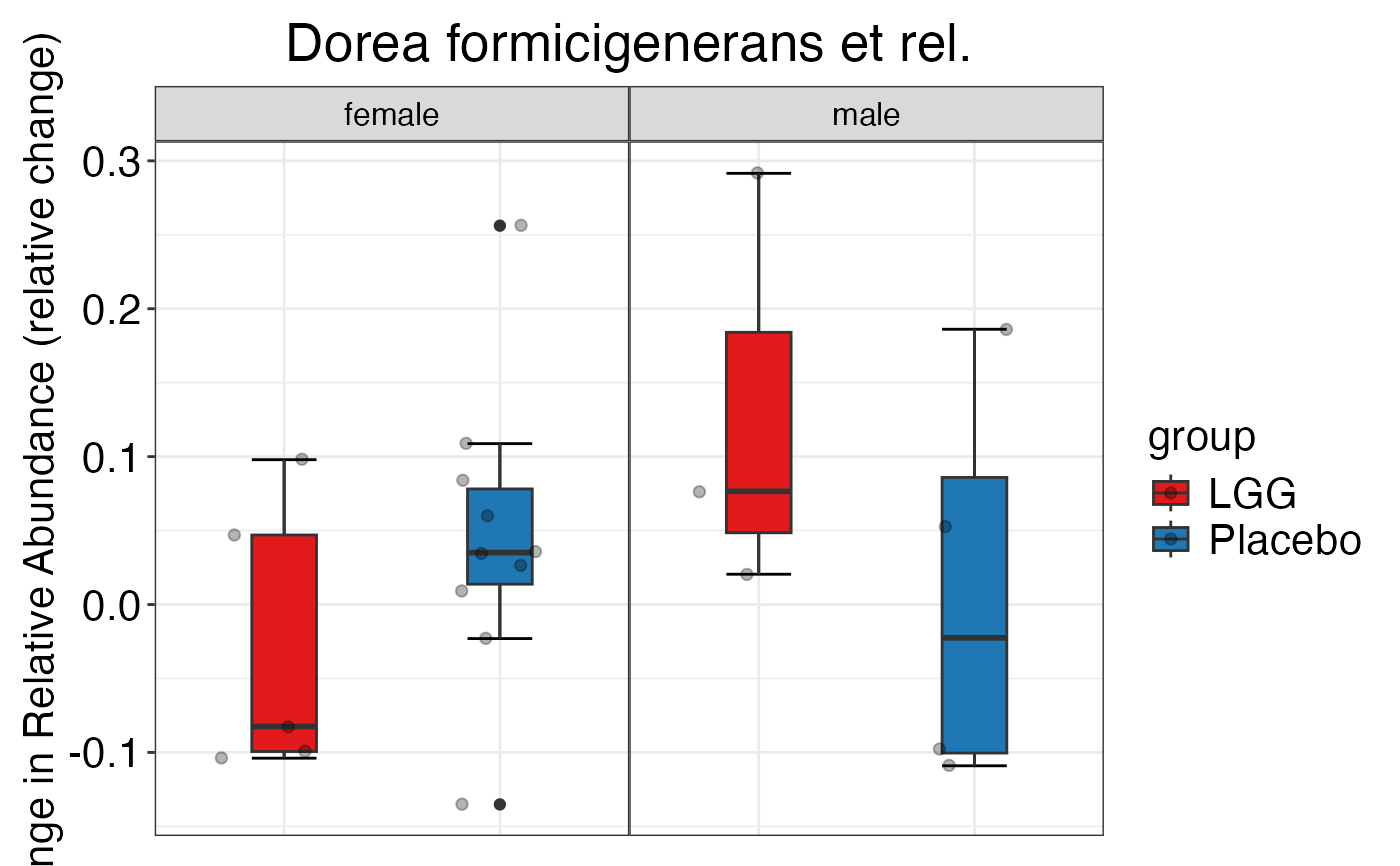 Dorea formicigenerans et rel.
female
male
nge in Relative Abundance (relative change)
0.3
0.2
0.1
0.0
-0.1
group
LGG
Placebo